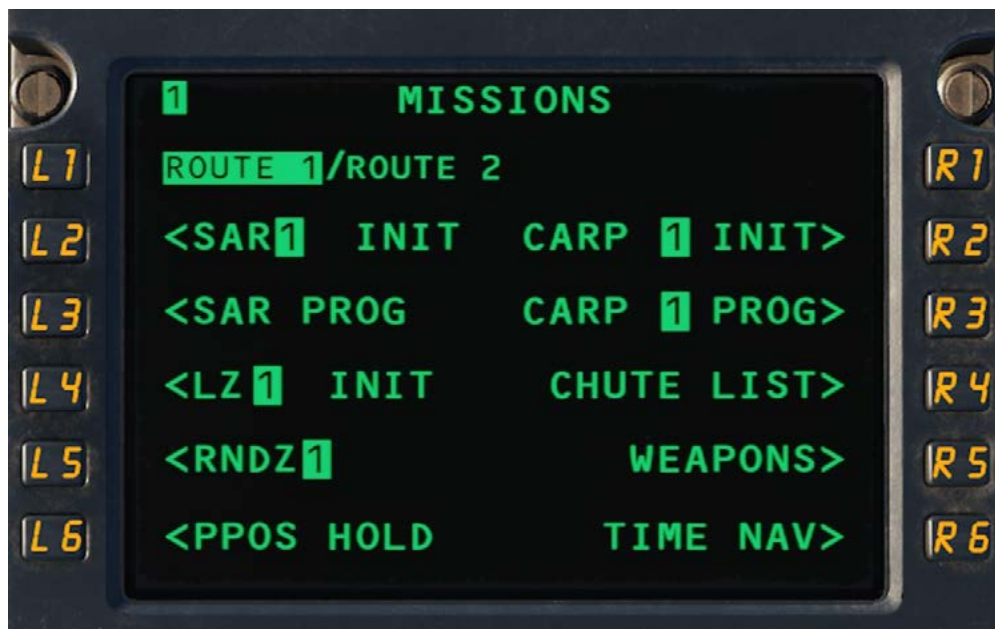 1 MISSIONS
L1 ROUTE 1/ROUTE 2 R1
L2 <SAR1 INIT CARP 1 INIT> R2
L3 <SAR PROG CARP 1 PROG> R3
L4 <LZ1 INIT CHUTE LIST> R4
L5 <RNDZ1 WEAPONS> R5
L6 <PPOS HOLD TIME NAV> R6